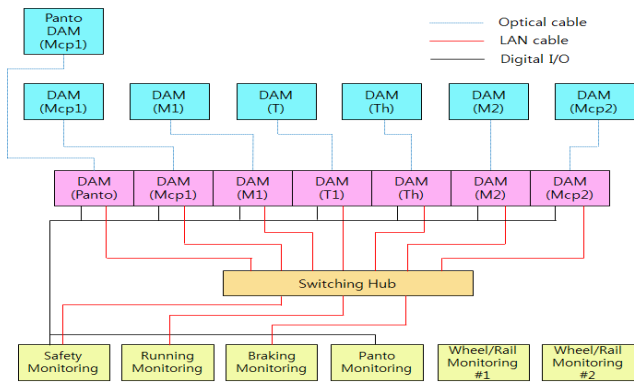 Panto
DAM
(Mcp1)
Optical cable
LAN cable
Digital I/O
DAM
(Mcp1)
DAM
(M1)
DAM
(T)
DAM
(Th)
DAM
(M2)
DAM
(Mcp2)
DAM
(Panto)
DAM
(Mcp1)
DAM
(M1)
DAM
(T1)
DAM
(Th)
DAM
(M2)
DAM
(Mcp2)
Switching Hub
Safety
Monitoring
Running
Monitoring
Braking
Monitoring
Panto
Monitoring
Wheel/Rail
Monitoring
#1
Wheel/Rail
Monitoring
#2